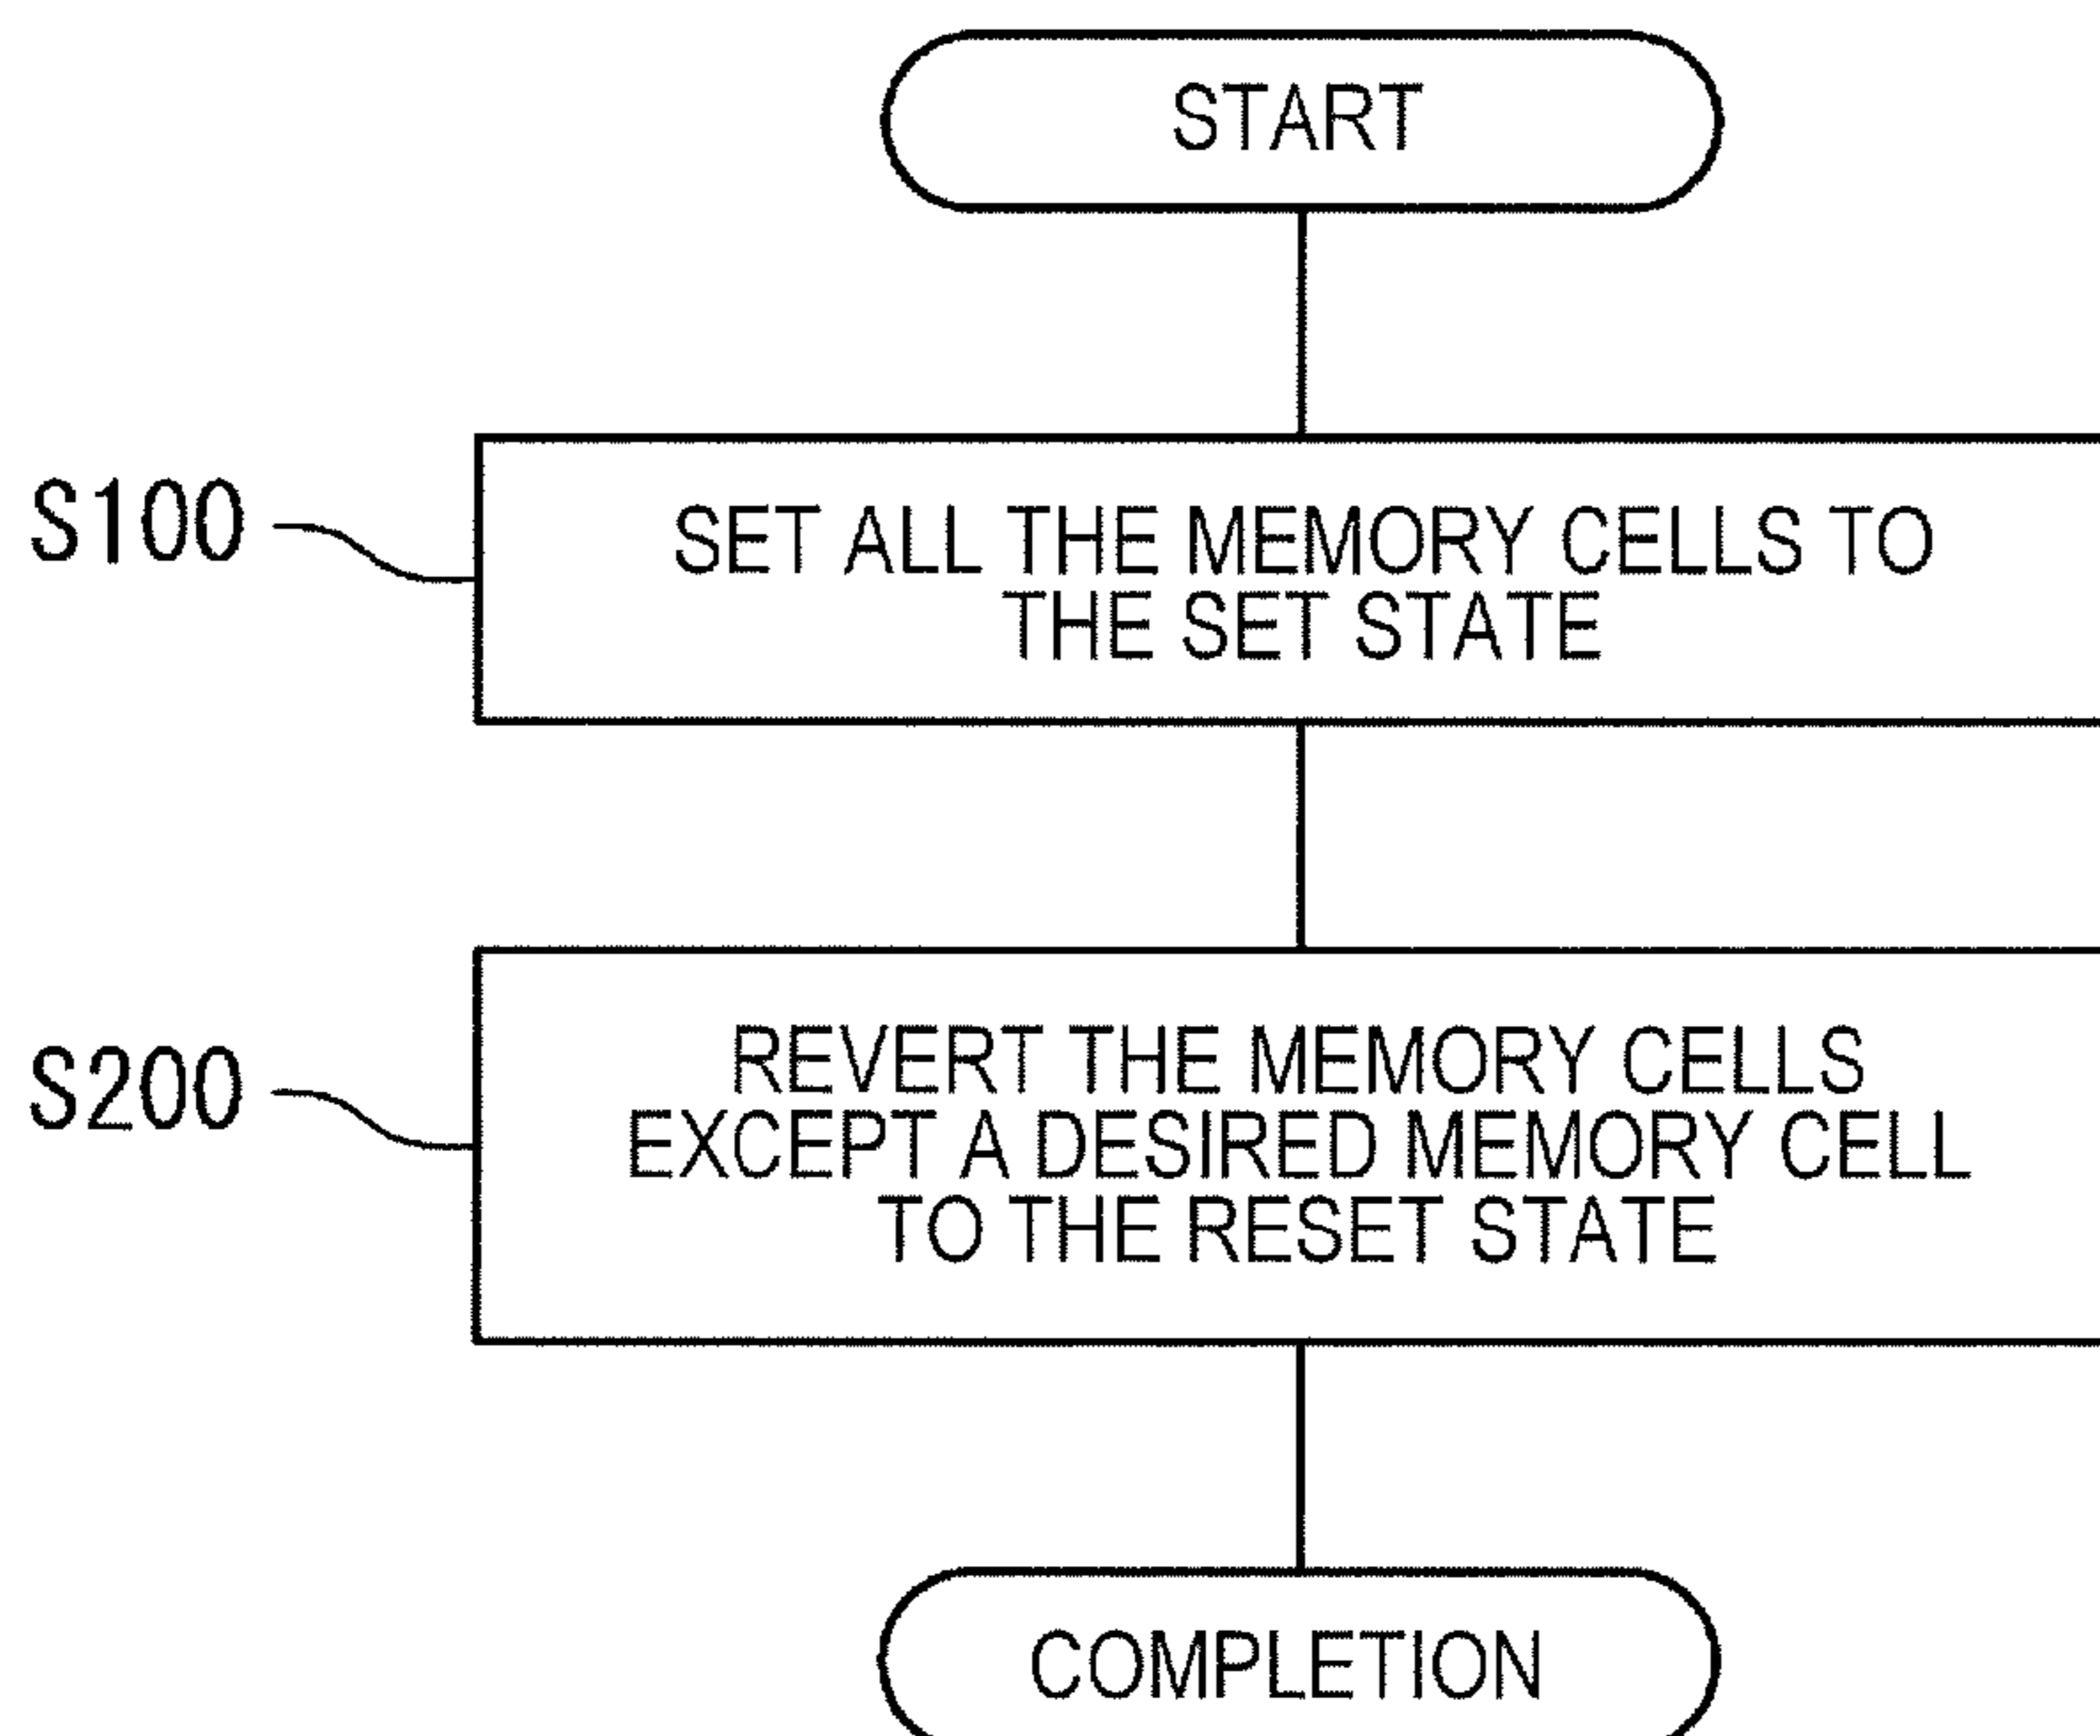 START
S100
SET ALL THE MEMORY CELLS TO
THE SET STATE
S200
REVERT THE MEMORY CELLS
EXCEPT A DESIRED MEMORY CELL
TO THE RESET STATE
COMPLETION